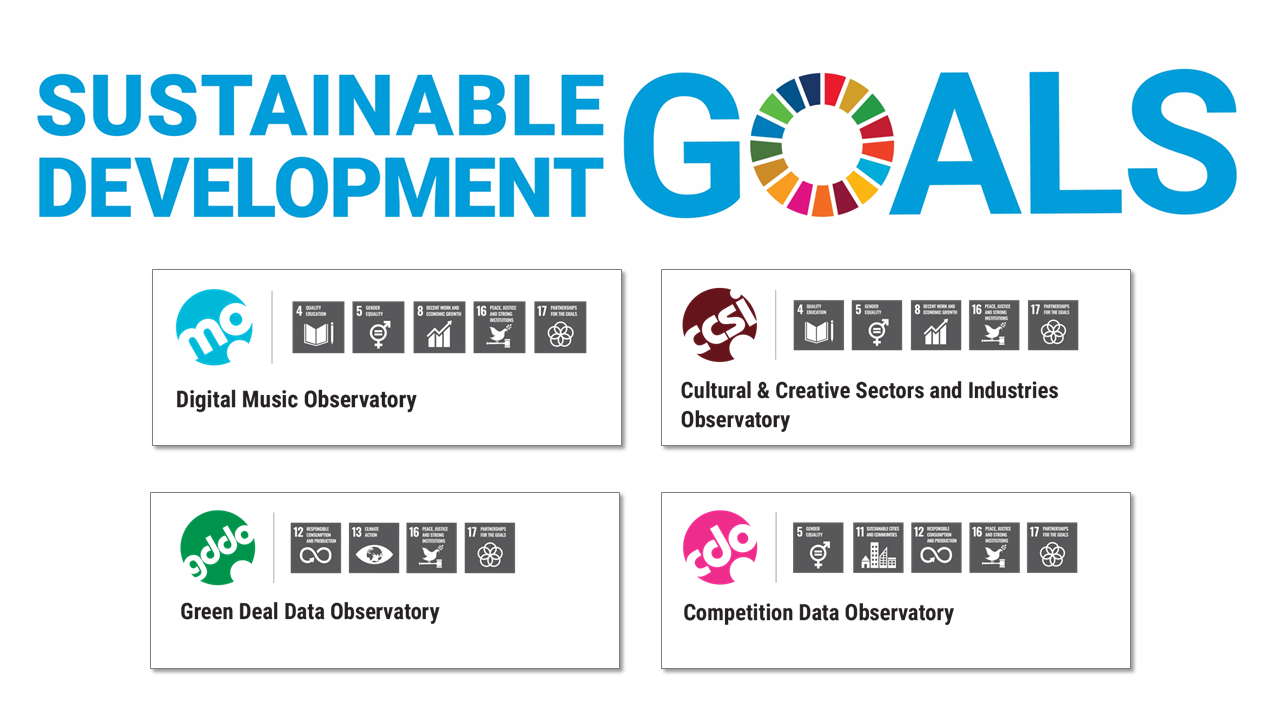 SUSTAINABLE
DEVELOPMENT
GOALS
mo
4 QUALITY
EDUCATION
5 GENDER
EQUALITY
8 DECENT WORK AND
ECONOMIC GROWTH
16 PEACE, JUSTICE
AND STRONG
INSTITUTIONS
17 PARTNERSHIPS
FOR THE GOALS
Digital Music Observatory
ccsi
4 QUALITY
EDUCATION
5 GENDER
EQUALITY
8 DECENT WORK AND
ECONOMIC GROWTH
16 PEACE, JUSTICE
AND STRONG
INSTITUTIONS
17 PARTNERSHIPS
FOR THE GOALS
Cultural & Creative Sectors and Industries
Observatory
gddo
12 RESPONSIBLE
CONSUMPTION
AND PRODUCTION
13 CLIMATE
ACTION
16 PEACE, JUSTICE
AND STRONG
INSTITUTIONS
17 PARTNERSHIPS
FOR THE GOALS
Green Deal Data Observatory
cdo
5 GENDER
EQUALITY
11 SUSTAINABLE CITIES
AND COMMUNITIES
12 RESPONSIBLE
CONSUMPTION
AND PRODUCTION
16 PEACE, JUSTICE
AND STRONG
INSTITUTIONS
17 PARTNERSHIPS
FOR THE GOALS
Competition Data Observatory